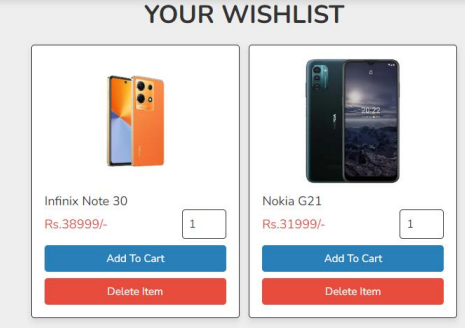 YOUR WISHLIST
20:22
Infinix Note 30
Rs.38999/-
1
Add To Cart
Delete Item
Nokia G21
Rs.31999/-
1
Add To Cart
Delete Item